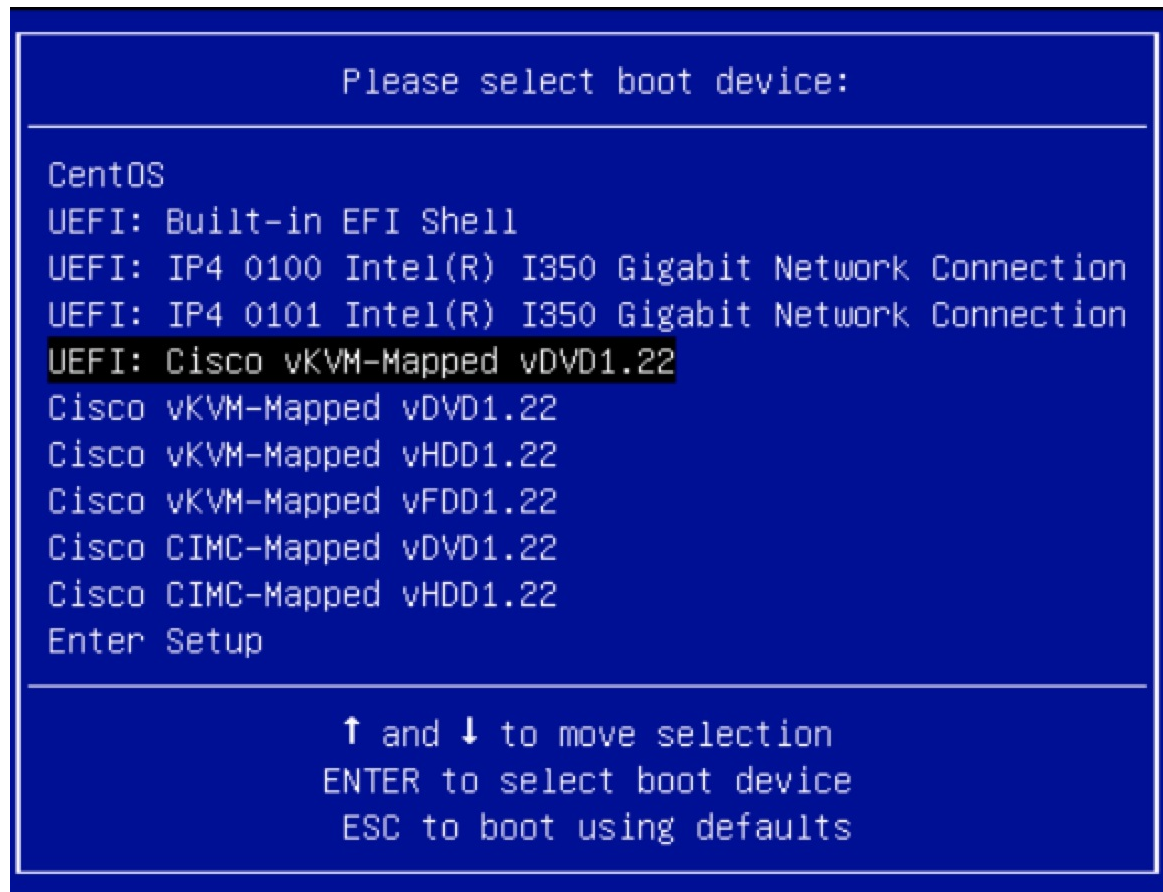 Please select boot device:
CentOS
UEFI: Built-in EFI Shell
UEFI: IP4 0100 Intel(R) I350 Gigabit Network Connection
UEFI: IP4 0101 Intel(R) I350 Gigabit Network Connection
UEFI: Cisco vKVM-Mapped vDVD1.22
Cisco vKVM-Mapped vDVD1.22
Cisco vKVM-Mapped vHDD1.22
Cisco vKVM-Mapped vFDD1.22
Cisco CIMC-Mapped vDVD1.22
Cisco CIMC-Mapped vHDD1.22
Enter Setup
↑ and ↓ to move selection
ENTER to select boot device
ESC to boot using defaults